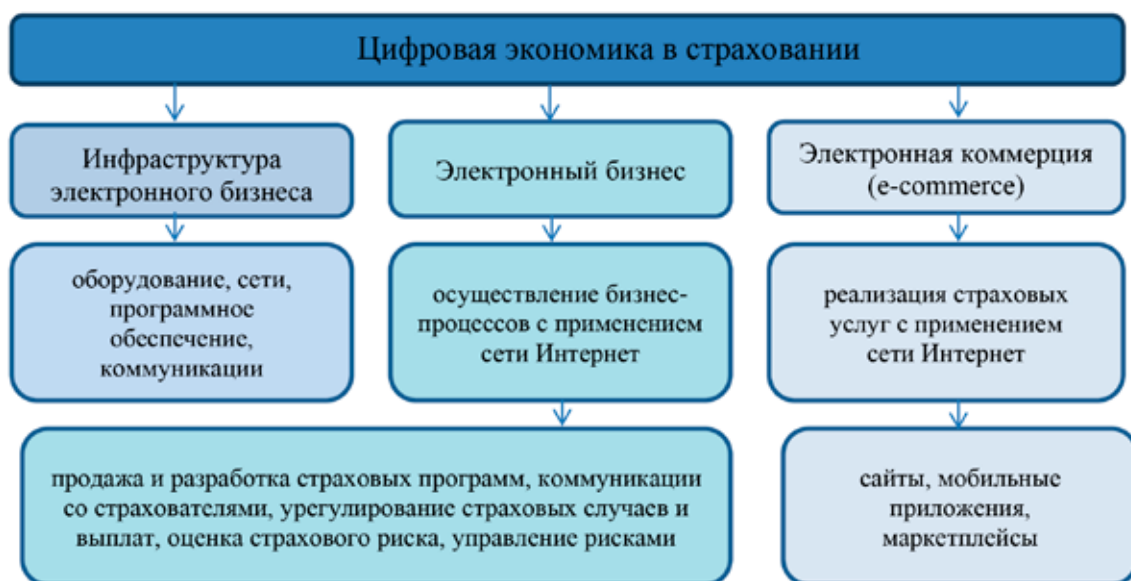 Цифровая экономика в страховании
Инфраструктура
электронного бизнеса
Электронный бизнес
Электронная коммерция
(e-commerce)
оборудование, сети,
программное
обеспечение,
коммуникации
осуществление бизнес-
процессов с применением
сети Интернет
реализация страховых
услуг с применением
сети Интернет
продажа и разработка страховых программ, коммуникации
со страхователями, урегулирование страховых случаев и
выплат, оценка страхового риска, управление рисками
сайты, мобильные
приложения,
маркетплейсы